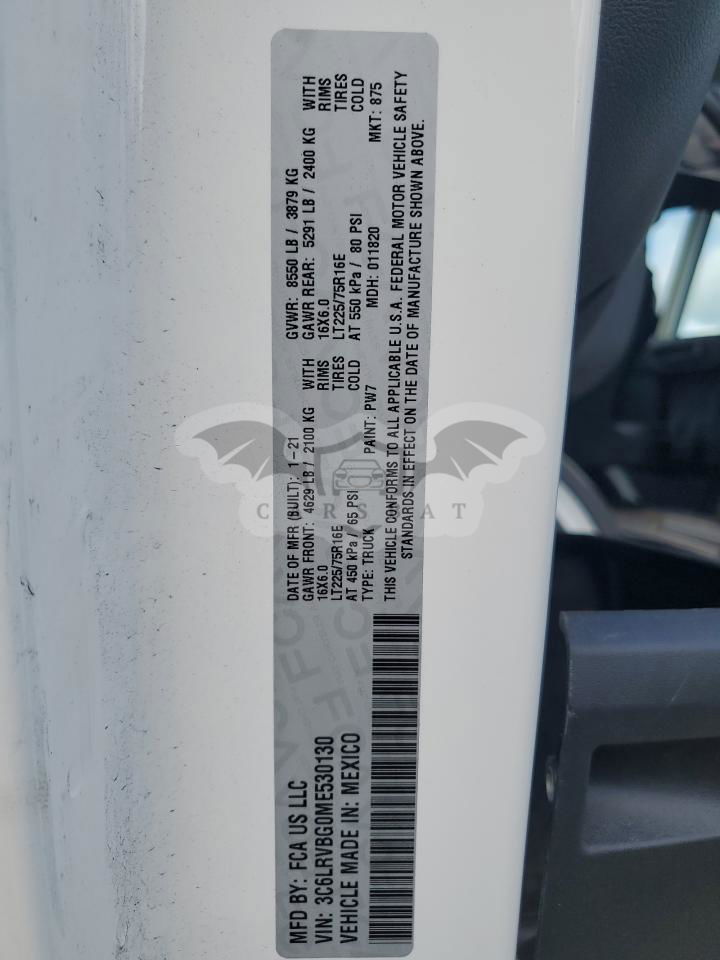 MFD BY: FCA US LLC
VIN: 3C6LRVBG0ME530130
VEHICLE MADE IN: MEXICO
DATE OF MFR (BUILT): 1-21 GVWR: 8550 LB / 3879 KG
GAWR FRONT: 4629 LB / 2100 KG WITH GAWR REAR: 5291 LB / 2400 KG WITH
16X6.0 RIMS 16X6.0 RIMS
LT225/75R16E TIRES LT225/75R16E TIRES
AT 450 kPa / 65 PSI COLD AT 550 kPa / 80 PSI COLD
TYPE: TRUCK PAINT: PW7 MDH: 011820 MKT: 875
THIS VEHICLE CONFORMS TO ALL APPLICABLE U.S.A. FEDERAL MOTOR VEHICLE SAFETY
STANDARDS IN EFFECT ON THE DATE OF MANUFACTURE SHOWN ABOVE.